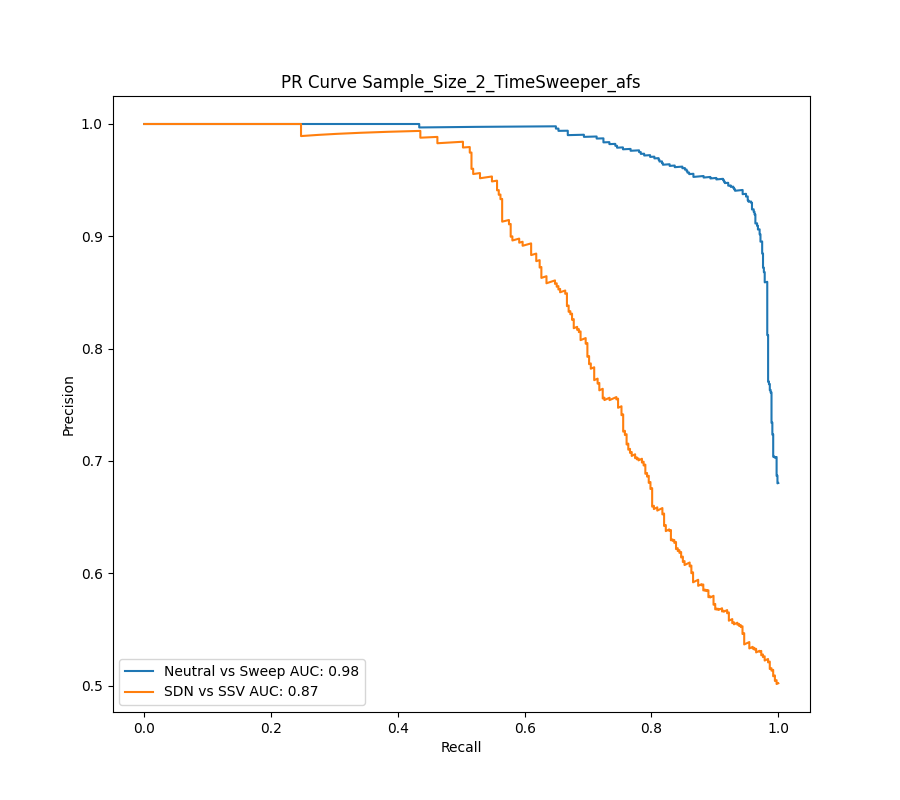 PR Curve Sample_Size_2_TimeSweeper_afs
1.0
0.9
0.8
0.7
0.6
0.5
Precision
Neutral vs Sweep AUC: 0.98
SDN vs SSV AUC: 0.87
0.0 0.2 0.4 0.6 0.8 1.0
Recall